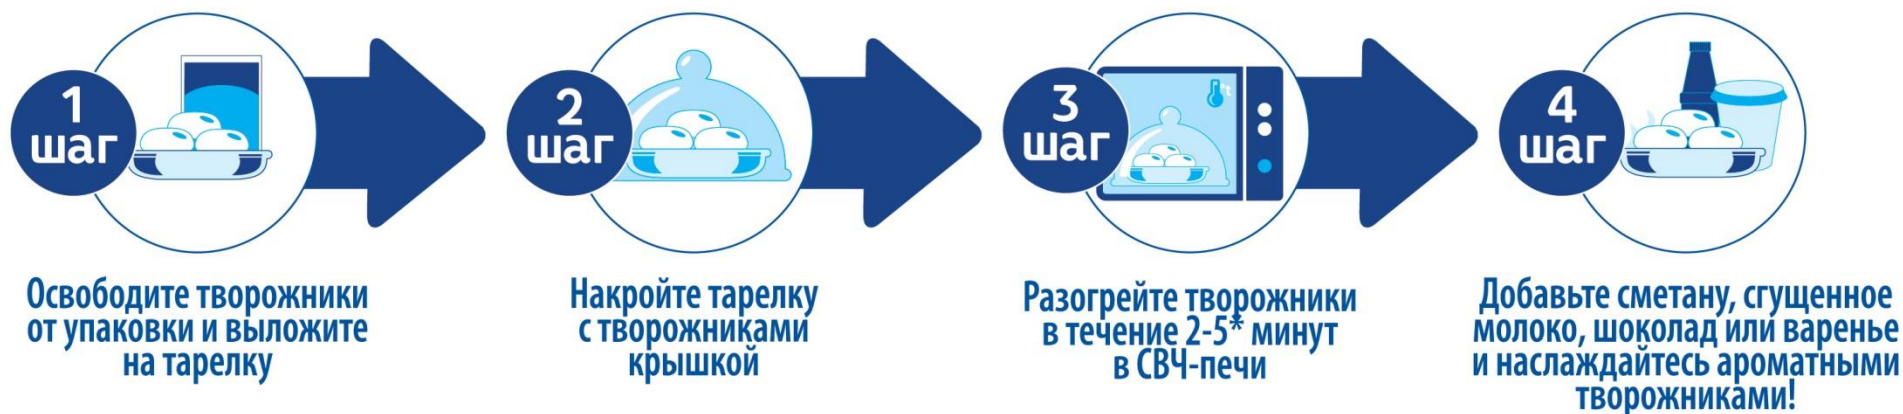 1
шаг
Освободите творожники
от упаковки и выложите
на тарелку
2
шаг
Накройте тарелку
с творожниками
крышкой
3
шаг
t
Разогрейте творожники
в течение 2-5* минут
в СВЧ-печи
4
шаг
Добавьте сметану, сгущенное
молоко, шоколад или варенье
и наслаждайтесь ароматными
творожниками!